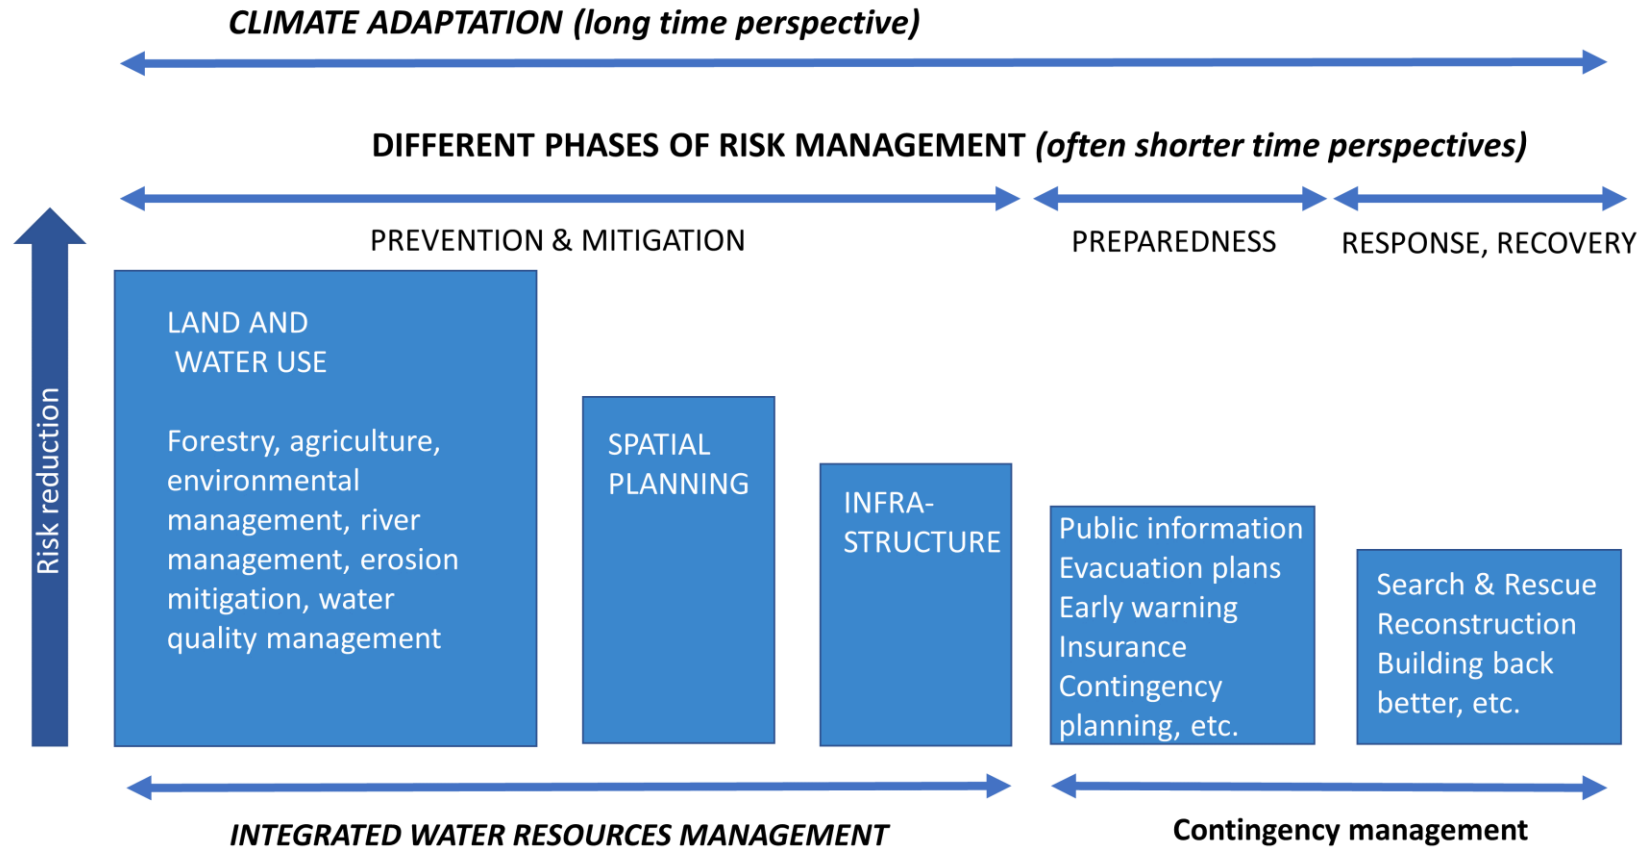 CLIMATE ADAPTATION (long time perspective)
DIFFERENT PHASES OF RISK MANAGEMENT (often shorter time perspectives)
PREVENTION & MITIGATION
PREPAREDNESS
RESPONSE, RECOVERY
Risk reduction
LAND AND
WATER USE
Forestry, agriculture,
environmental
management, river
management, erosion
mitigation, water
quality management
SPATIAL
PLANNING
INFRA-
STRUCTURE
Public information
Evacuation plans
Early warning
Insurance
Contingency
planning, etc.
Search & Rescue
Reconstruction
Building back
better, etc.
INTEGRATED WATER RESOURCES MANAGEMENT
Contingency management